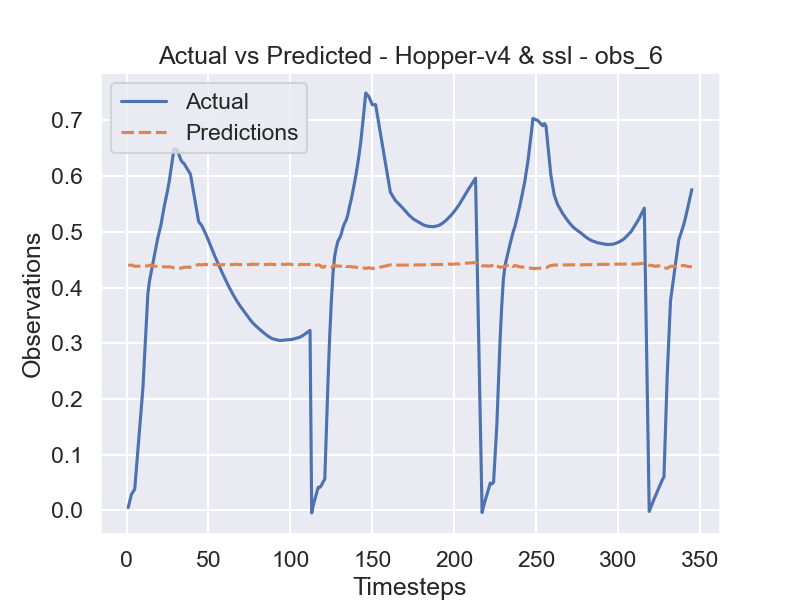 Actual vs Predicted - Hopper-v4 & ssl - obs_6
Actual
Predictions
Observations
0.7
0.6
0.5
0.4
0.3
0.2
0.1
0.0
0 50 100 150 200 250 300 350
Timesteps